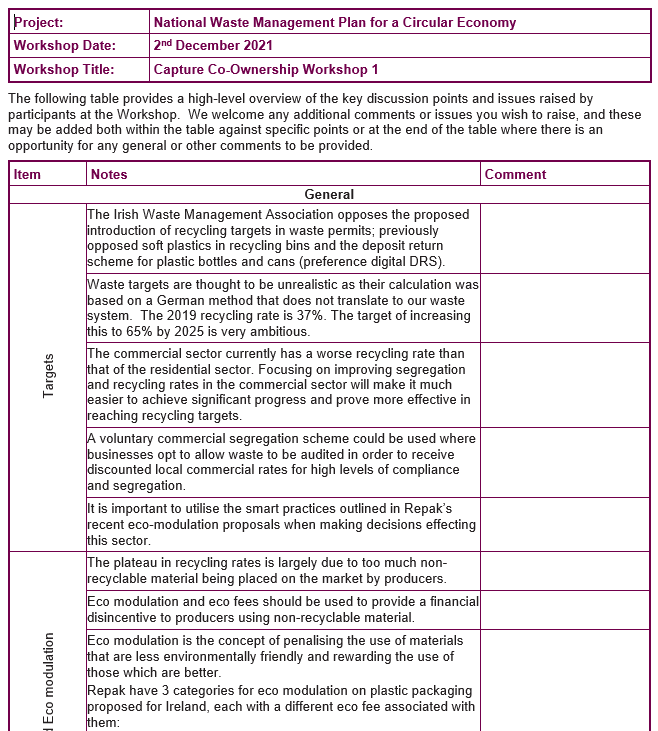 Project: National Waste Management Plan for a Circular Economy
Workshop Date: 2nd December 2021
Workshop Title: Capture Co-Ownership Workshop 1
The following table provides a high-level overview of the key discussion points and issues raised by
participants at the Workshop.  We welcome any additional comments or issues you wish to raise, and these
may be added both within the table against specific points or at the end of the table where there is an
opportunity for any general or other comments to be provided.
Item Notes Comment
General
Targets
The Irish Waste Management Association opposes the proposed
introduction of recycling targets in waste permits; previously
opposed soft plastics in recycling bins and the deposit return
scheme for plastic bottles and cans (preference digital DRS).
Waste targets are thought to be unrealistic as their calculation was
based on a German method that does not translate to our waste
system.  The 2019 recycling rate is 37%. The target of increasing
this to 65% by 2025 is very ambitious.
The commercial sector currently has a worse recycling rate than
that of the residential sector. Focusing on improving segregation
and recycling rates in the commercial sector will make it much
easier to achieve significant progress and prove more effective in
reaching recycling targets.
A voluntary commercial segregation scheme could be used where
businesses opt to allow waste to be audited in order to receive
discounted local commercial rates for high levels of compliance
and segregation.
It is important to utilise the smart practices outlined in Repak's
recent eco-modulation proposals when making decisions effecting
this sector.
d Eco modulation
The plateau in recycling rates is largely due to too much non-
recyclable material being placed on the market by producers.
Eco modulation and eco fees should be used to provide a financial
disincentive to producers using non-recyclable material.
Eco modulation is the concept of penalising the use of materials
that are less environmentally friendly and rewarding the use of
those which are better.
Repak have 3 categories for eco modulation on plastic packaging
proposed for Ireland, each with a different eco fee associated with
them: